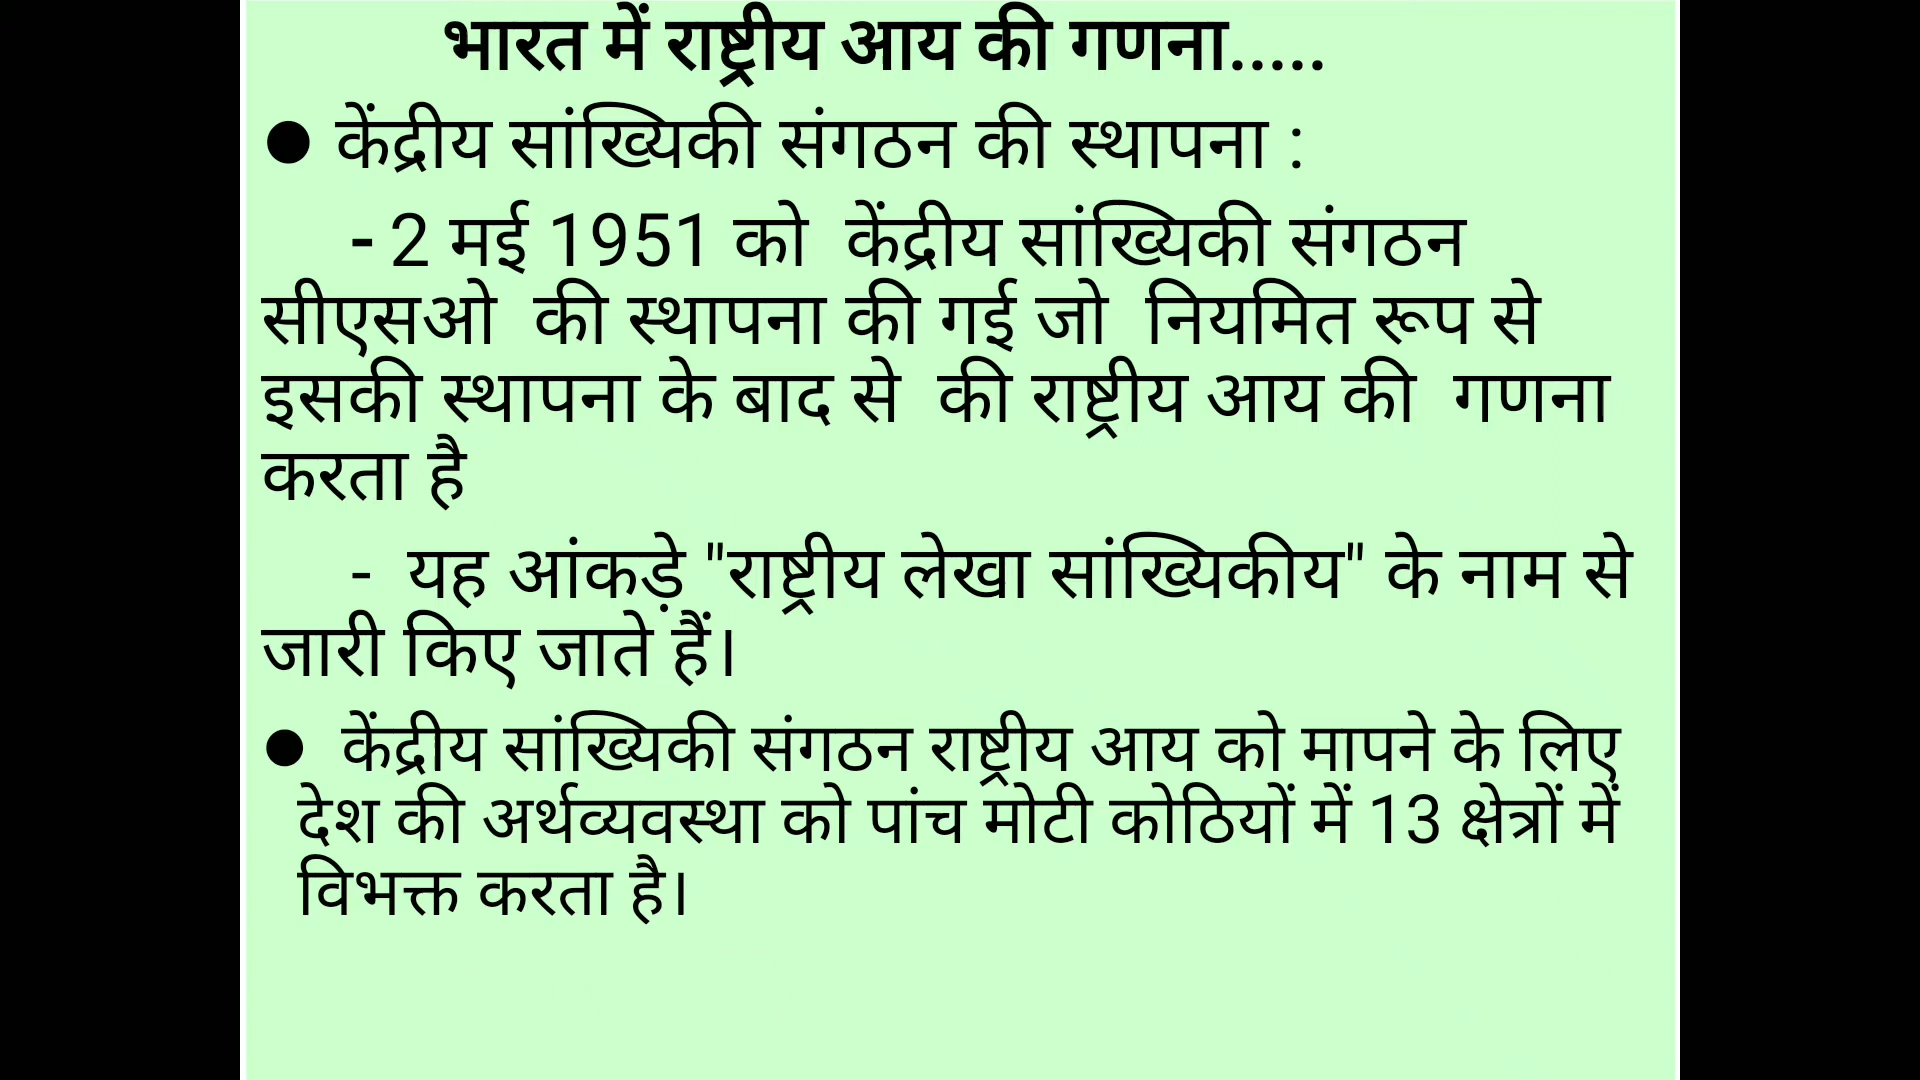 भारत में राष्ट्रीय आय की गणना.....
● केंद्रीय सांख्यिकी संगठन की स्थापना :
- 2 मई 1951 को केंद्रीय सांख्यिकी संगठन
सीएसओ की स्थापना की गई जो नियमित रूप से
इसकी स्थापना के बाद से की राष्ट्रीय आय की गणना
करता है
- यह आंकड़े "राष्ट्रीय लेखा सांख्यिकीय" के नाम से
जारी किए जाते हैं।
● केंद्रीय सांख्यिकी संगठन राष्ट्रीय आय को मापने के लिए
देश की अर्थव्यवस्था को पांच मोटी कोठियों में 13 क्षेत्रों में
विभक्त करता है।